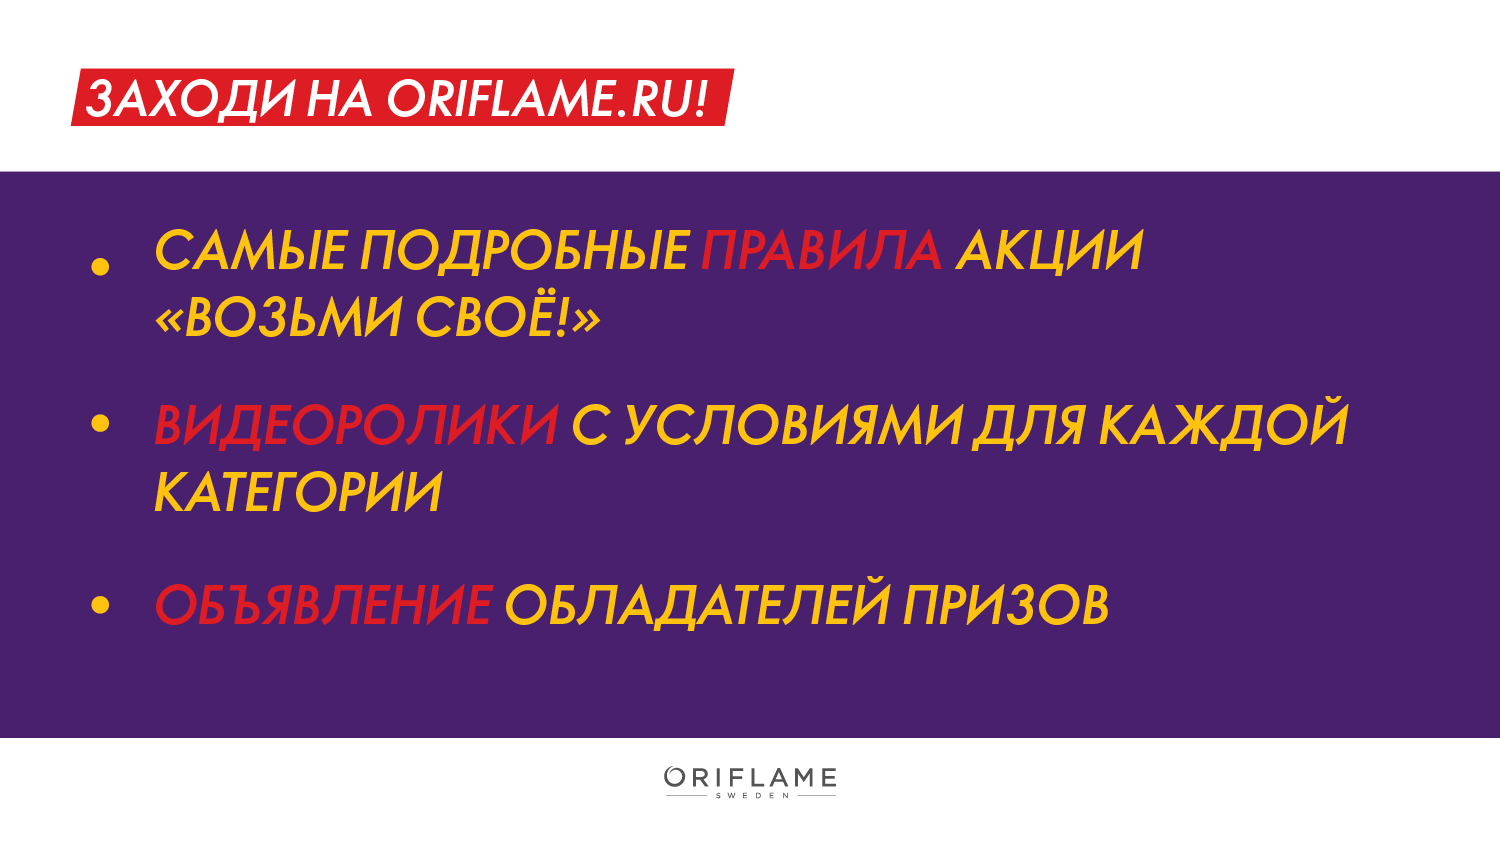 ЗАХОДИ НА ORIFLAME.RU!
• САМЫЕ ПОДРОБНЫЕ ПРАВИЛА АКЦИИ
«ВОЗЬМИ СВОЁ!»
• ВИДЕОРОЛИКИ С УСЛОВИЯМИ ДЛЯ КАЖДОЙ
КАТЕГОРИИ
• ОБЪЯВЛЕНИЕ ОБЛАДАТЕЛЕЙ ПРИЗОВ
ORIFLAME
SWEDEN